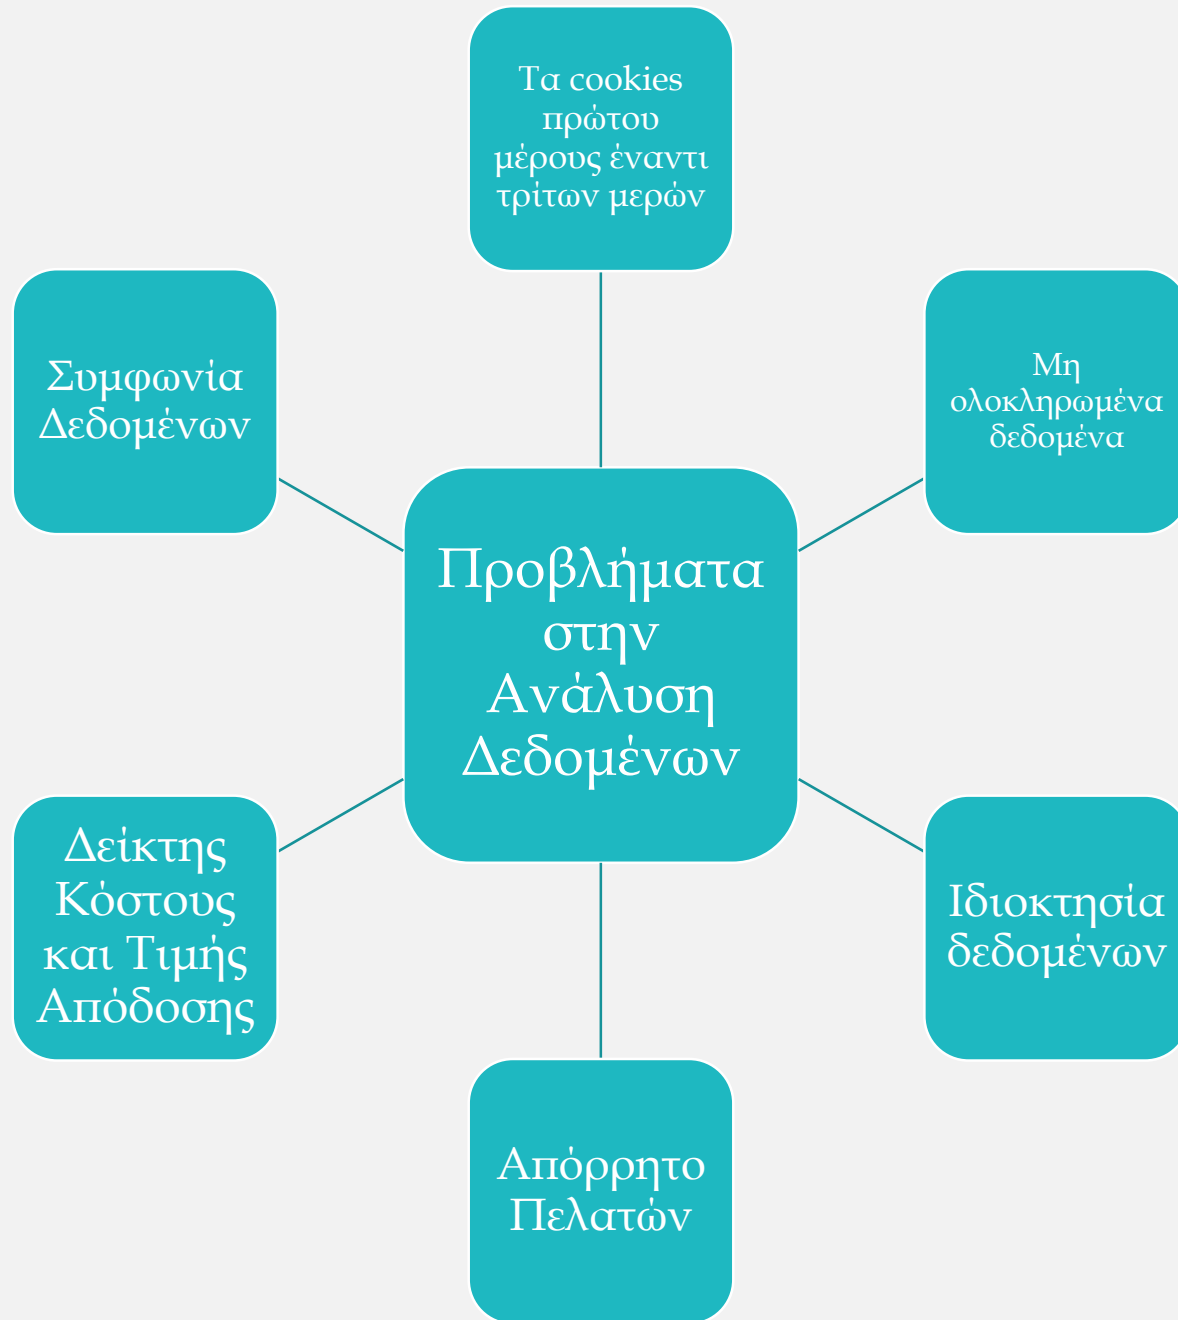 Τα cookies
πρώτου
μέρους έναντι
τρίτων μερών
Συμφωνία
Δεδομένων
Μη
ολοκληρωμένα
δεδομένα
Προβλήματα
στην
Ανάλυση
Δεδομένων
Δείκτης
Κόστους
και Τιμής
Απόδοσης
Ιδιοκτησία
δεδομένων
Απόρρητο
Πελατών